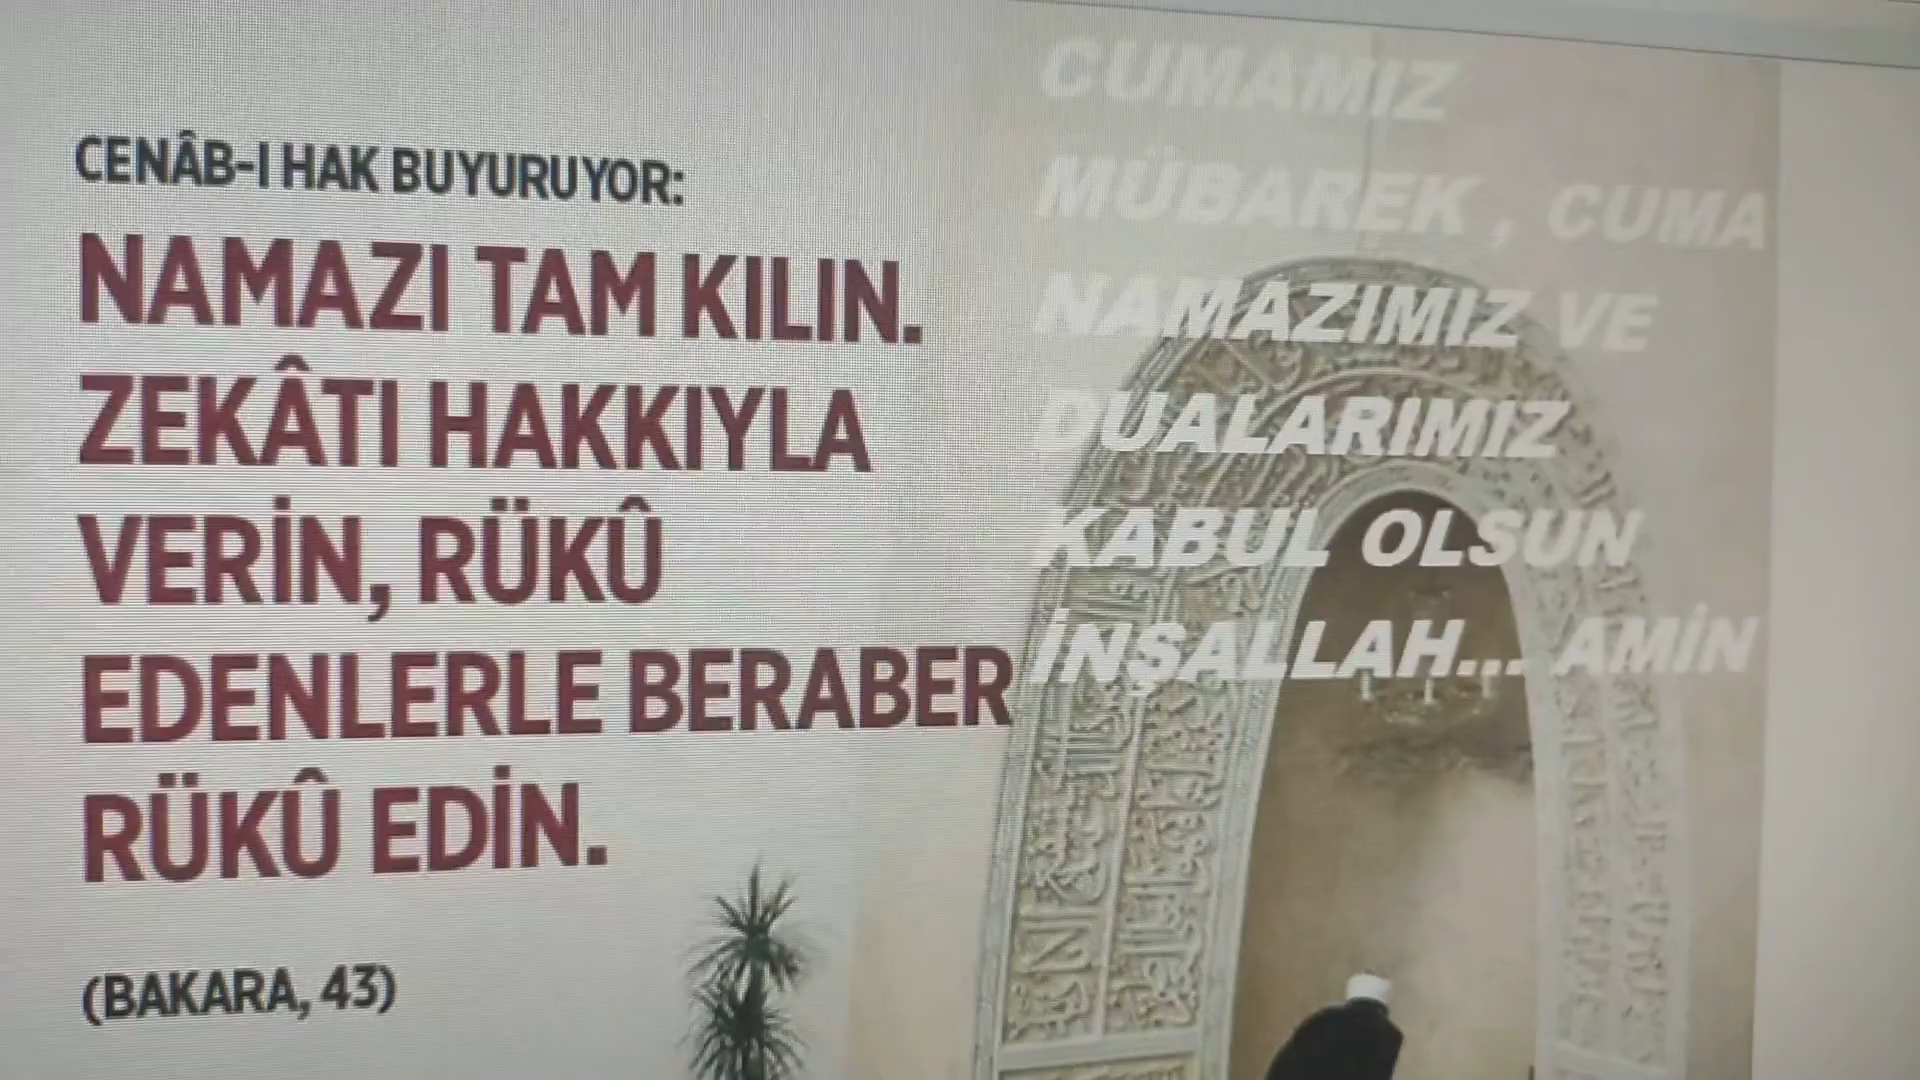 CENÂB-I HAK BUYURUYOR:
NAMAZI TAM KILIN.
ZEKÂTI HAKKIYLA
VERİN, RÜKÛ
EDENLERLE BERABER
RÜKÛ EDİN.
(BAKARA, 43)
CUMAMIZ
MÜBAREK , CUMA
NAMAZIMIZ VE
DUALARIMIZ
KABUL OLSUN
İNŞALLAH... AMİN